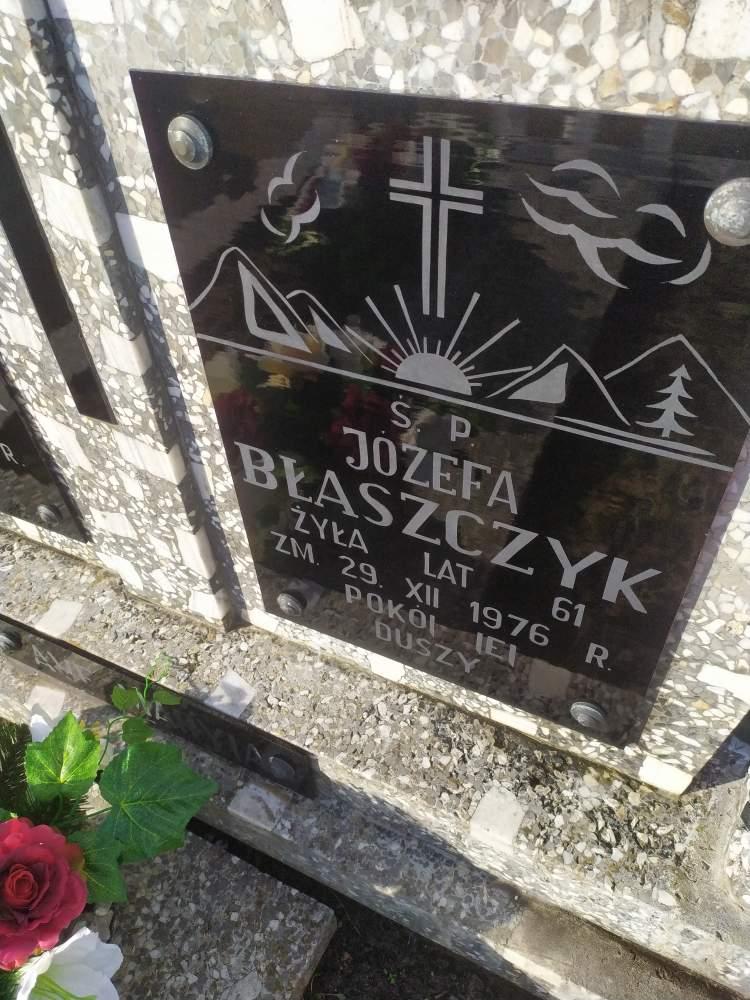 Ś P
JÓZEFA
BŁASZCZYK
ŻYŁA LAT 61
ZM. 29. XII 1976 R.
POKÓJ JEJ
DUSZY
R.